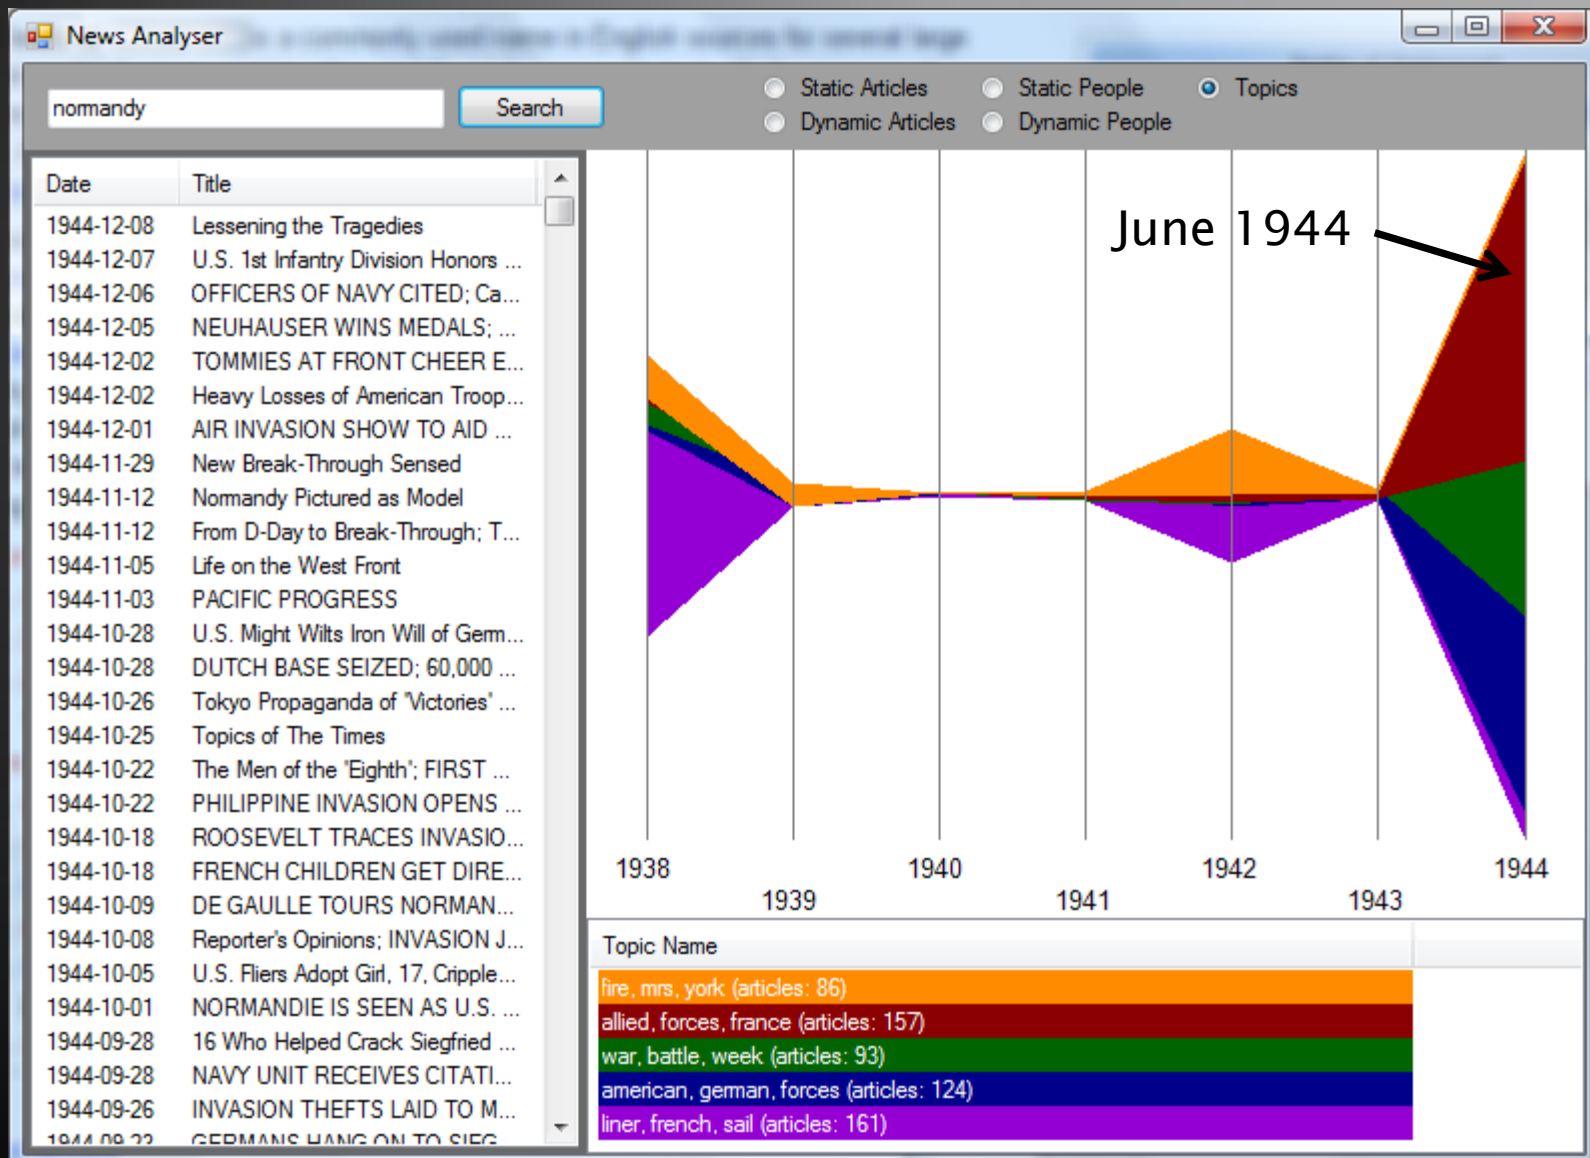 News Analyser
normandy
Search
Static Articles
Static People
Topics
Dynamic Articles
Dynamic People
Date Title
1944-12-08 Lessening the Tragedies
1944-12-07 U.S. 1st Infantry Division Honors ...
1944-12-06 OFFICERS OF NAVY CITED; Ca...
1944-12-05 NEUHAUSER WINS MEDALS; ...
1944-12-02 TOMMIES AT FRONT CHEER E...
1944-12-02 Heavy Losses of American Troop...
1944-12-01 AIR INVASION SHOW TO AID ...
1944-11-29 New Break-Through Sensed
1944-11-12 Normandy Pictured as Model
1944-11-12 From D-Day to Break-Through; T...
1944-11-05 Life on the West Front
1944-11-03 PACIFIC PROGRESS
1944-10-28 U.S. Might Wilts Iron Will of Germ...
1944-10-28 DUTCH BASE SEIZED; 60,000 ...
1944-10-26 Tokyo Propaganda of 'Victories' ...
1944-10-25 Topics of The Times
1944-10-22 The Men of the 'Eighth'; FIRST ...
1944-10-22 PHILIPPINE INVASION OPENS ...
1944-10-18 ROOSEVELT TRACES INVASIO...
1944-10-18 FRENCH CHILDREN GET DIRE...
1944-10-09 DE GAULLE TOURS NORMAN...
1944-10-08 Reporter's Opinions; INVASION J...
1944-10-05 U.S. Fliers Adopt Girl, 17, Cripple...
1944-10-01 NORMANDIE IS SEEN AS U.S. ...
1944-09-28 16 Who Helped Crack Siegfried ...
1944-09-28 NAVY UNIT RECEIVES CITATI...
1944-09-26 INVASION THEFTS LAID TO M...
1944-09-23 GERMANS HANG ON TO SIEG...
June 1944
1938
1939
1940
1941
1942
1943
1944
Topic Name
fire, mrs, york (articles: 86)
allied, forces, france (articles: 157)
war, battle, week (articles: 93)
american, german, forces (articles: 124)
liner, french, sail (articles: 161)